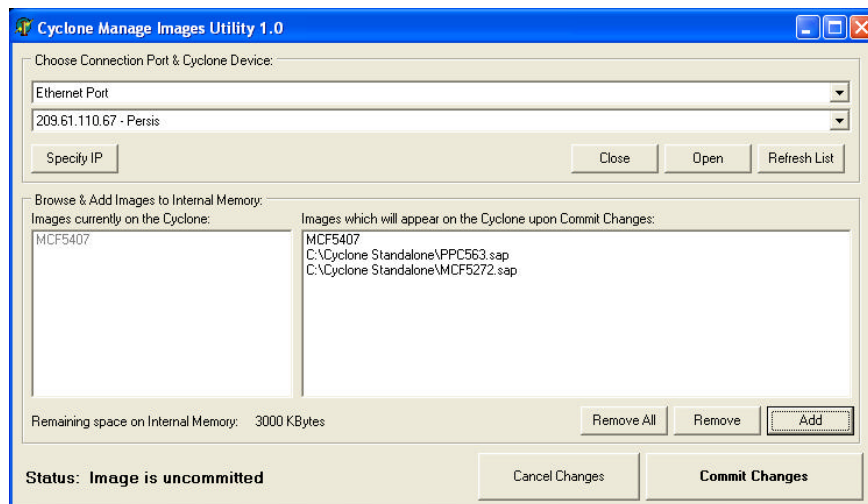 Cyclone Manage Images Utility 1.0
Choose Connection Port & Cyclone Device:
Ethernet Port
209.61.110.67 - Persis
Specify IP Close Open Refresh List
Browse & Add Images to Internal Memory:
Images currently on the Cyclone: Images which will appear on the Cyclone upon Commit Changes:
MCF5407 MCF5407
C:\Cyclone Standalone\PPC563.sap
C:\Cyclone Standalone\MCF5272.sap
Remaining space on Internal Memory: 3000 KBytes Remove All Remove Add
Status: Image is uncommitted Cancel Changes Commit Changes